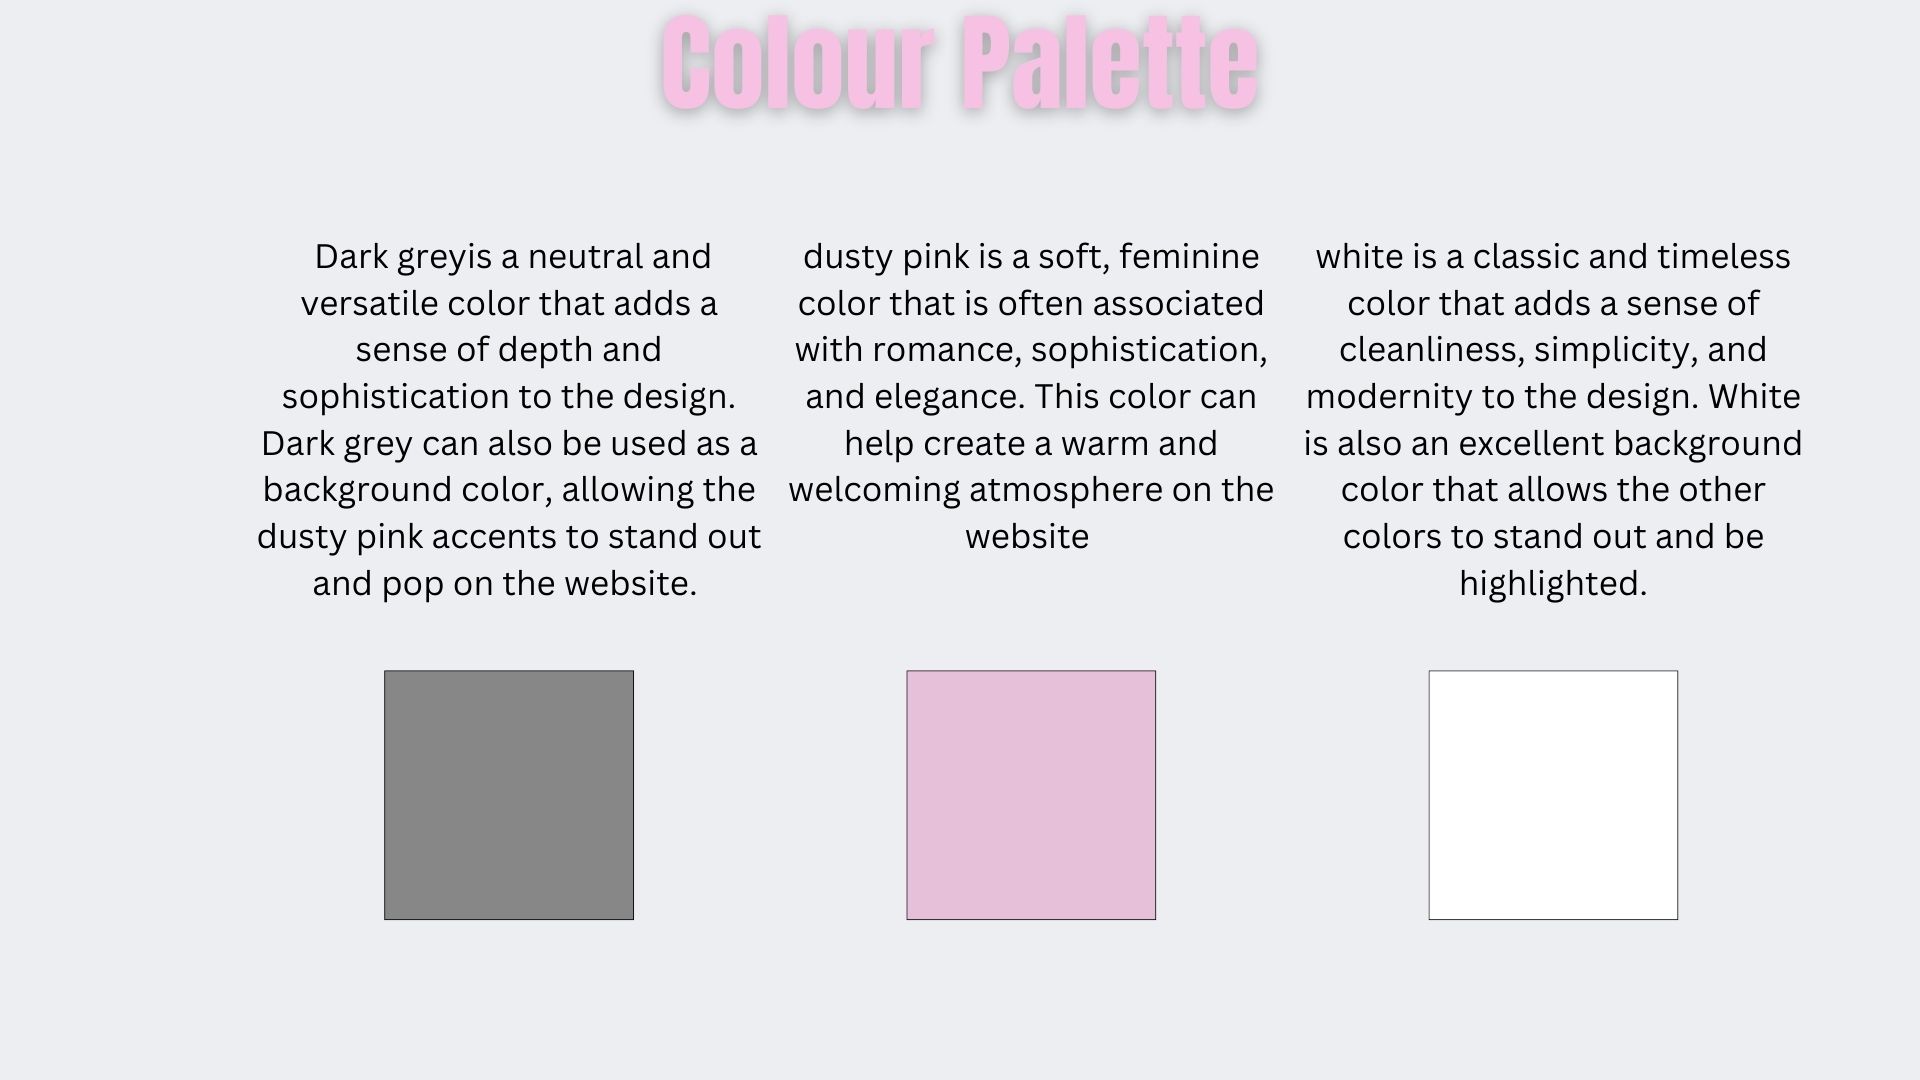 Colour Palette
Dark greyis a neutral and
versatile color that adds a
sense of depth and
sophistication to the design.
Dark grey can also be used as a
background color, allowing the
dusty pink accents to stand out
and pop on the website.
dusty pink is a soft, feminine
color that is often associated
with romance, sophistication,
and elegance. This color can
help create a warm and
welcoming atmosphere on the
website
white is a classic and timeless
color that adds a sense of
cleanliness, simplicity, and
modernity to the design. White
is also an excellent background
color that allows the other
colors to stand out and be
highlighted.